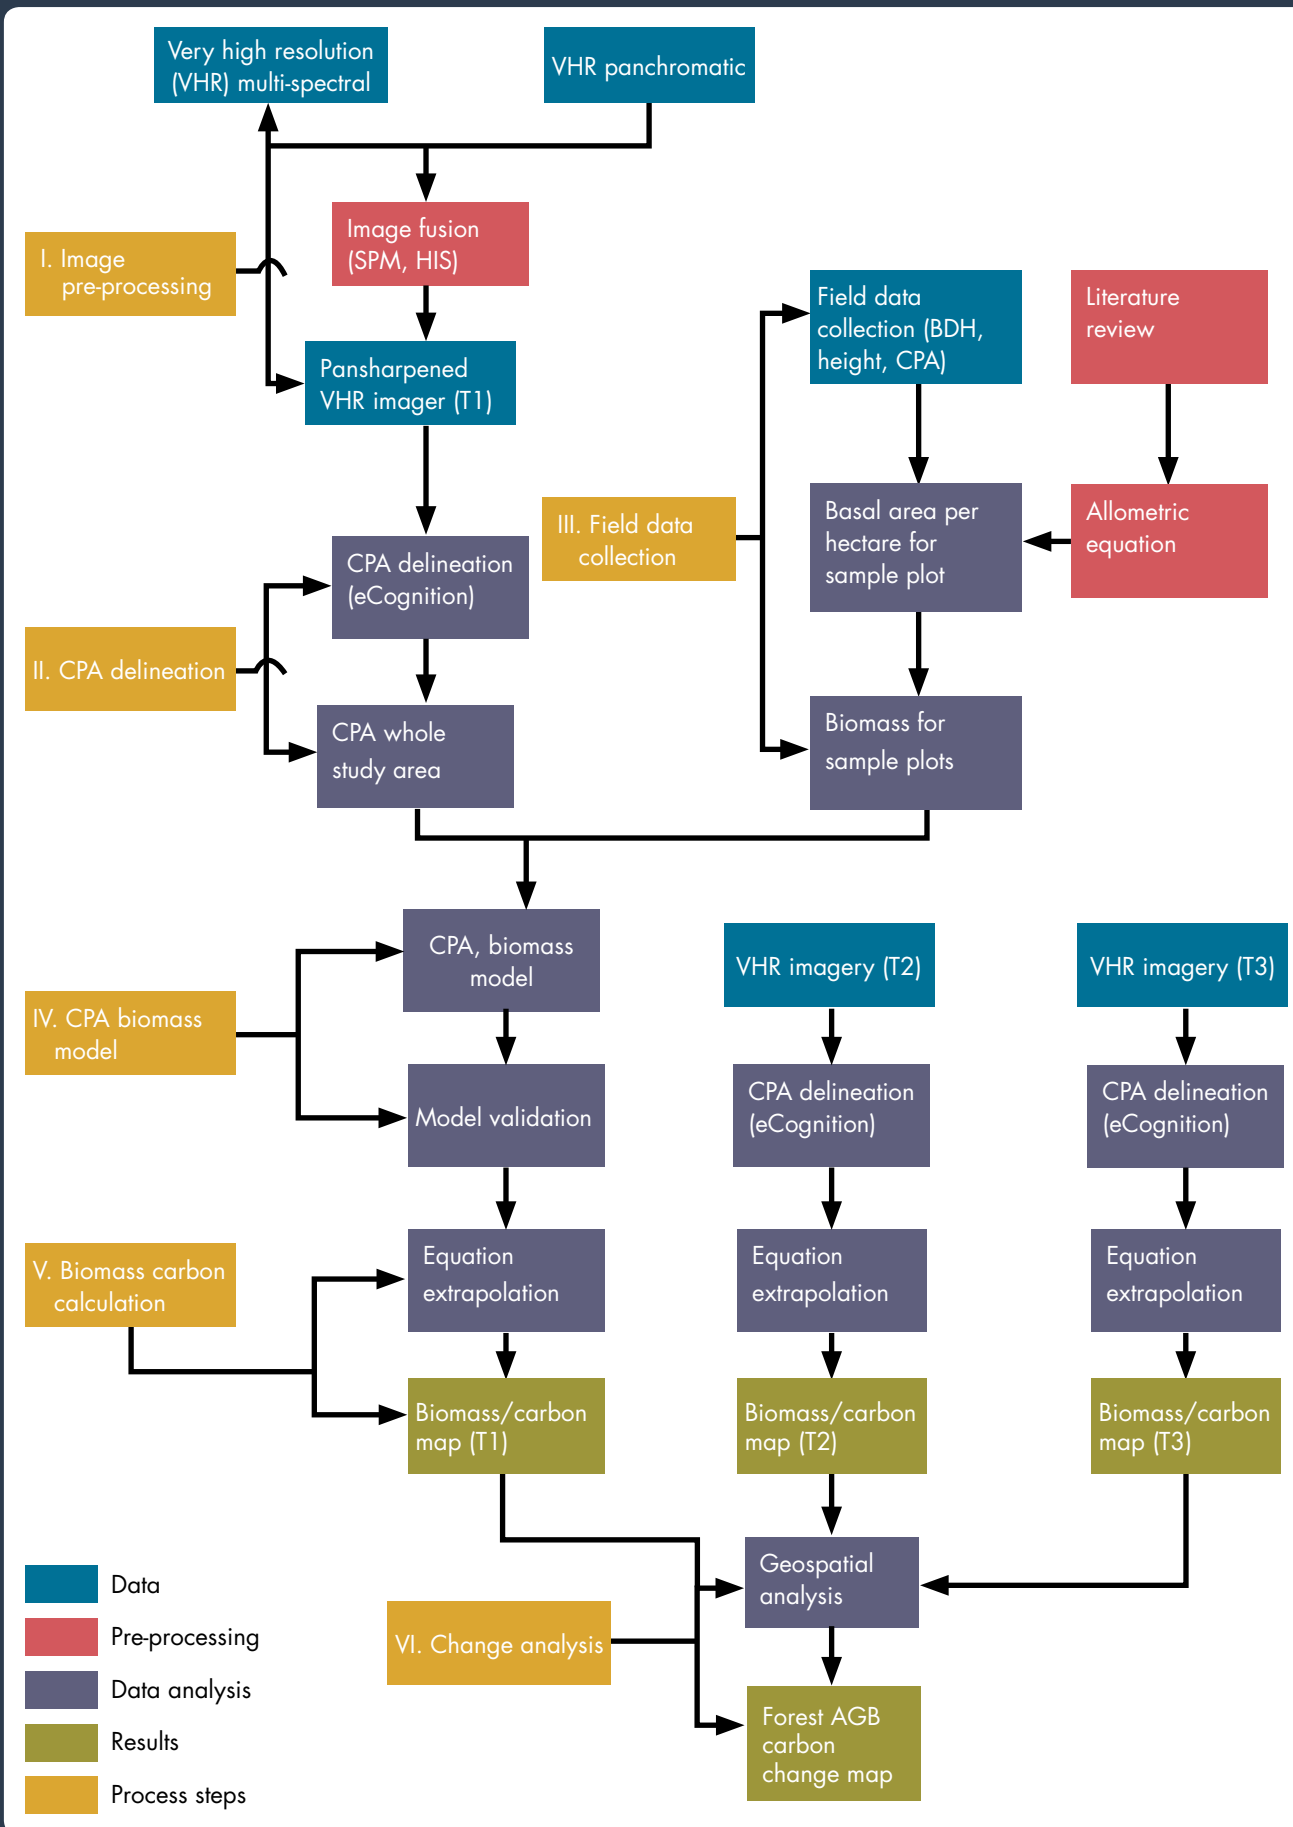 Very high resolution
(VHR) multi-spectral
VHR panchromatic
I. Image
pre-processing
Image fusion
(SPM, HIS)
Pansharpened
VHR imager (T1)
Field data
collection (BDH,
height, CPA)
Literature
review
II. CPA delineation
CPA delineation
(eCognition)
CPA whole
study area
III. Field data
collection
Basal area per
hectare for
sample plot
Allometric
equation
Biomass for
sample plots
IV. CPA biomass
model
CPA, biomass
model
Model validation
VHR imagery (T2)
CPA delineation
(eCognition)
VHR imagery (T3)
CPA delineation
(eCognition)
V. Biomass carbon
calculation
Equation
extrapolation
Equation
extrapolation
Equation
extrapolation
Biomass/carbon
map (T1)
Biomass/carbon
map (T2)
Biomass/carbon
map (T3)
VI. Change analysis
Geospatial
analysis
Forest AGB
carbon
change map
Data
Pre-processing
Data analysis
Results
Process steps